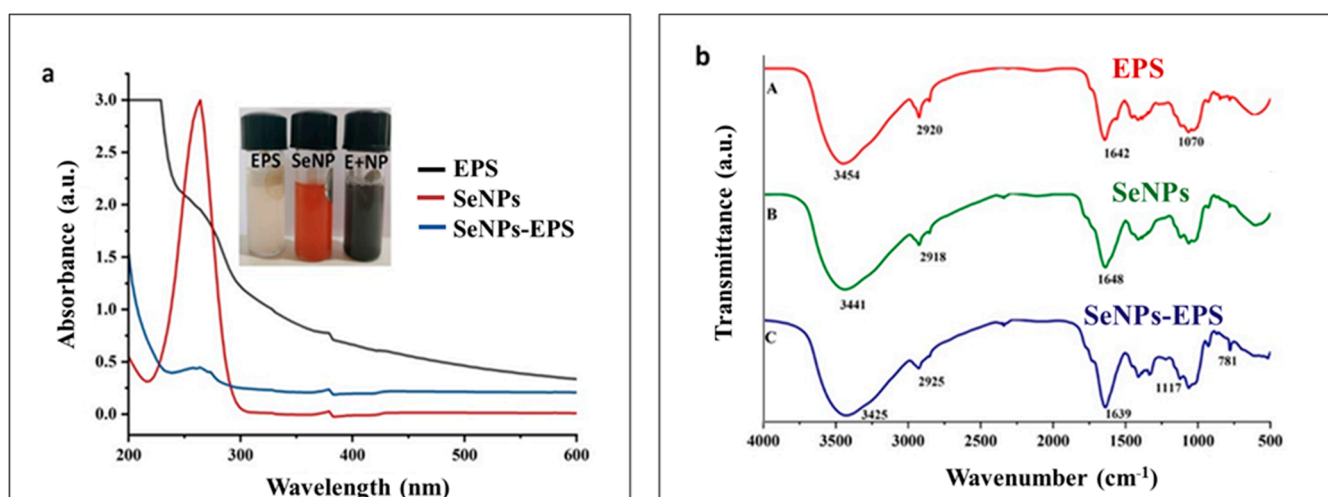 a
3.0
2.5
2.0
1.5
1.0
0.5
0.0
Absorbance (a.u.)
200 300 400 500 600
Wavelength (nm)
EPS SeNP E+NP
EPS
SeNPs
SeNPs-EPS
b
Transmittance (a.u.)
A
EPS
3454
2920
1642
1070
B
SeNPs
3441
2918
1648
C
SeNPs-EPS
3425
2925
1639
1117
781
4000 3000 2000 1500 1000 500
Wavenumber (cm-1)